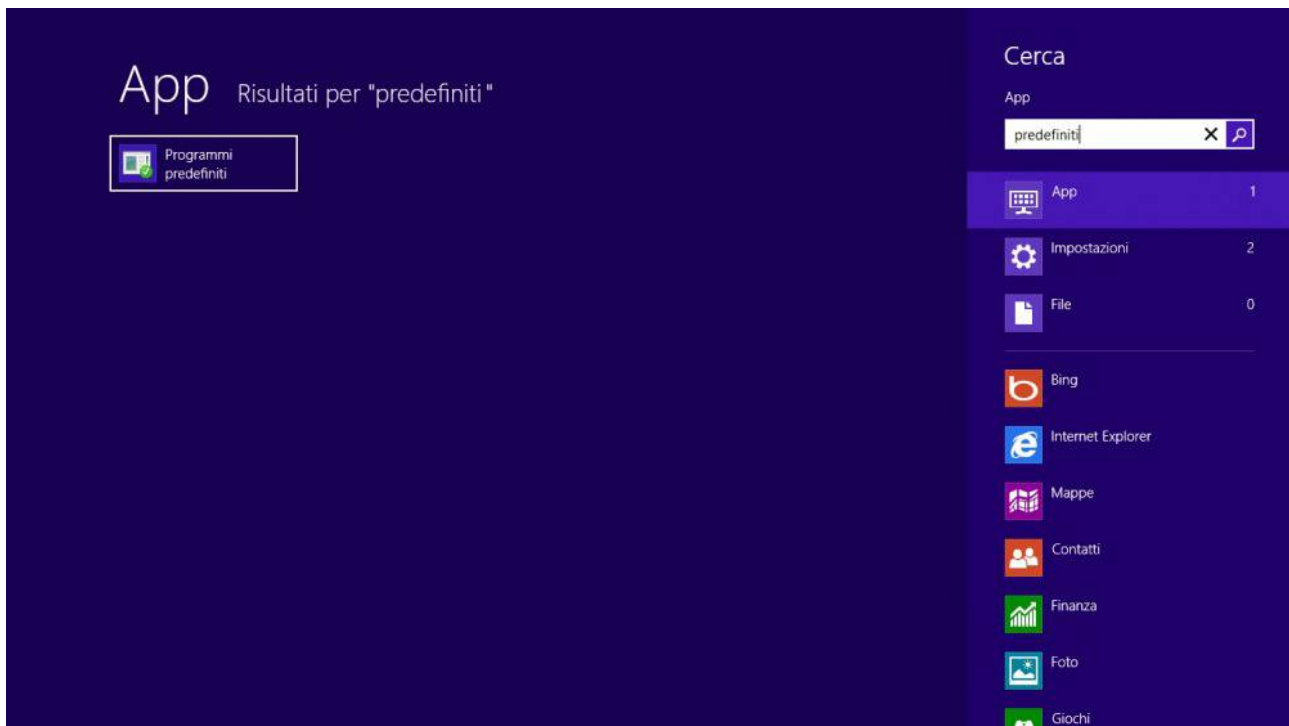 App Risultati per "predefiniti"
Programmi
predefiniti
Cerca
App
predefiniti
App 1
Impostazioni 2
File 0
Bing
Internet Explorer
Mappe
Contatti
Finanza
Foto
Giochi